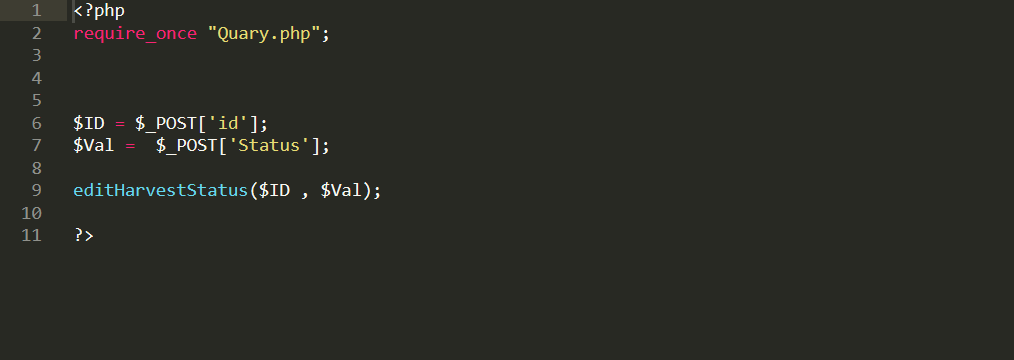 1 <?php
2 require_once "Quary.php";
3
4
5
6 $ID = $_POST['id'];
7 $Val =  $_POST['Status'];
8
9 editHarvestStatus($ID , $Val);
10
11 ?>